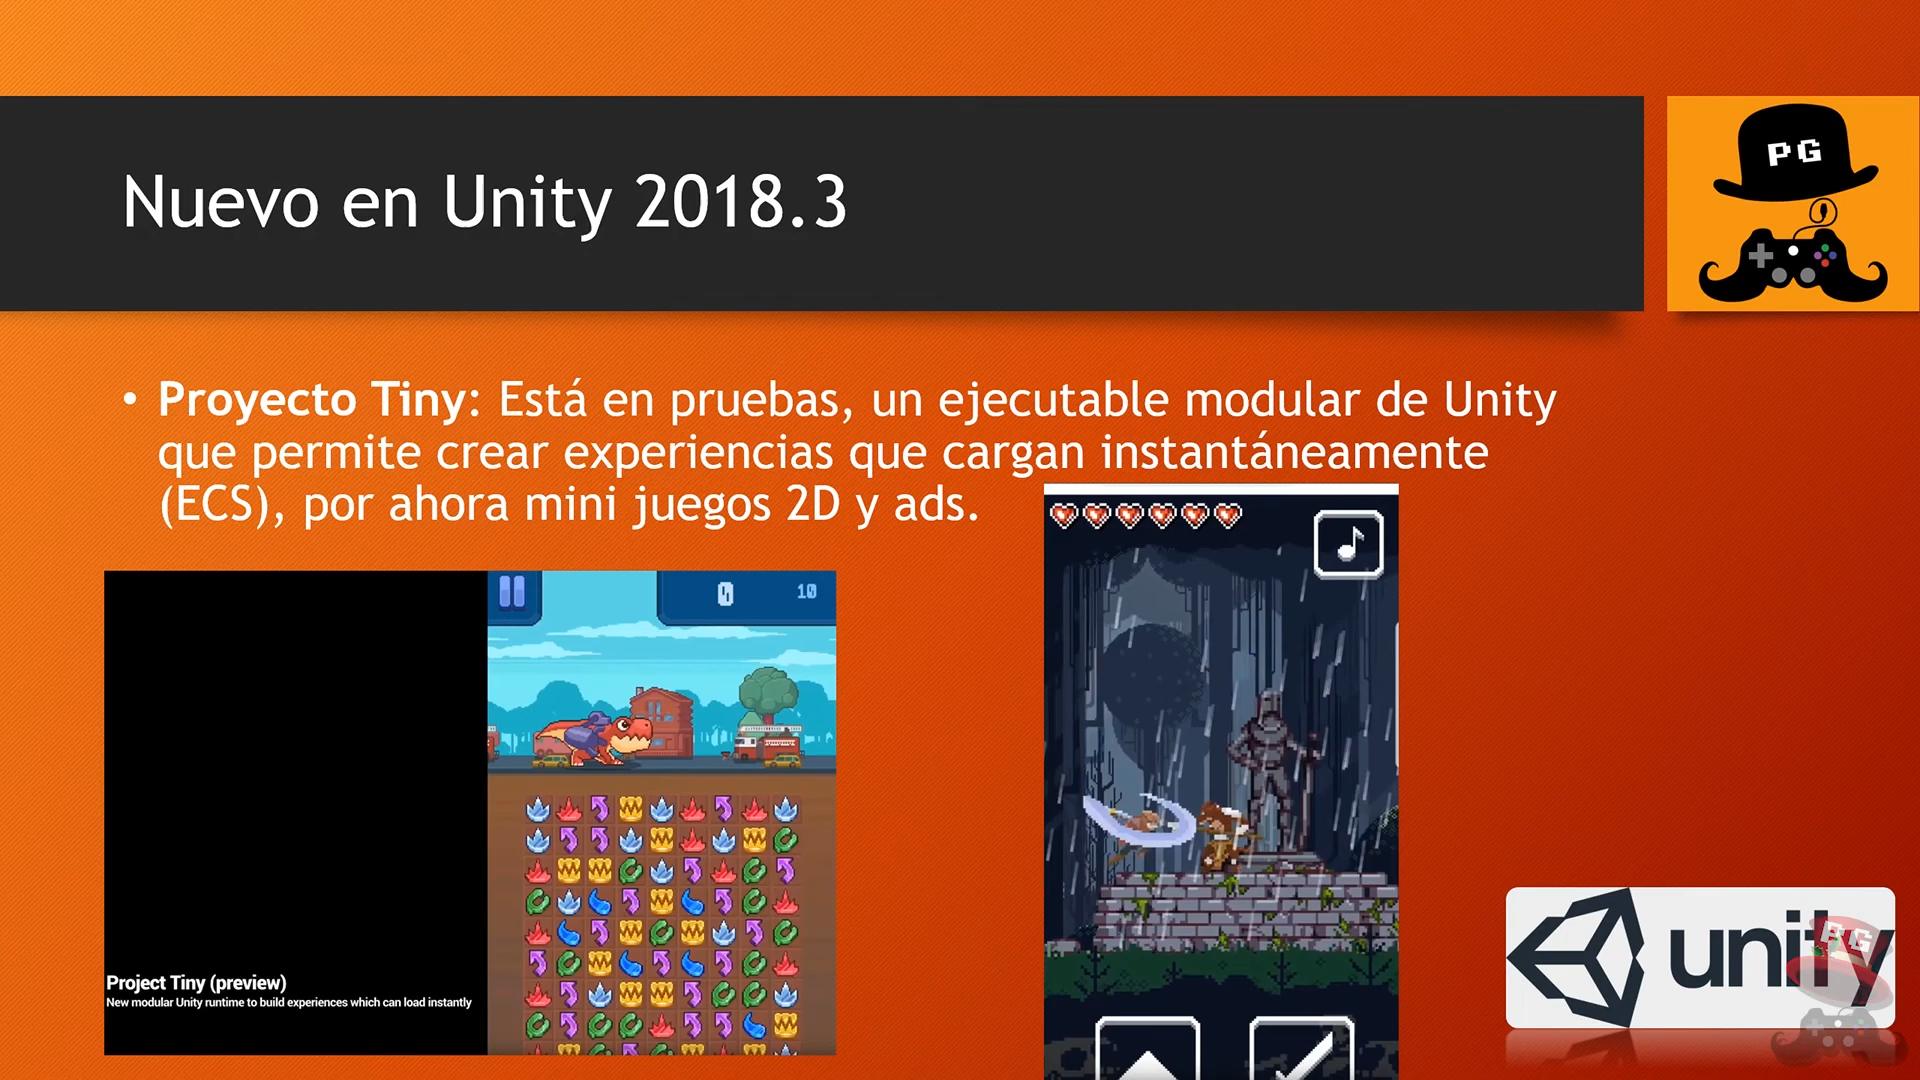 PG
Nuevo en Unity 2018.3
• Proyecto Tiny: Está en pruebas, un ejecutable modular de Unity
que permite crear experiencias que cargan instantáneamente
(ECS), por ahora mini juegos 2D y ads.
0 10
Project Tiny (preview)
New modular Unity runtime to build experiences which can load instantly
unity
PG